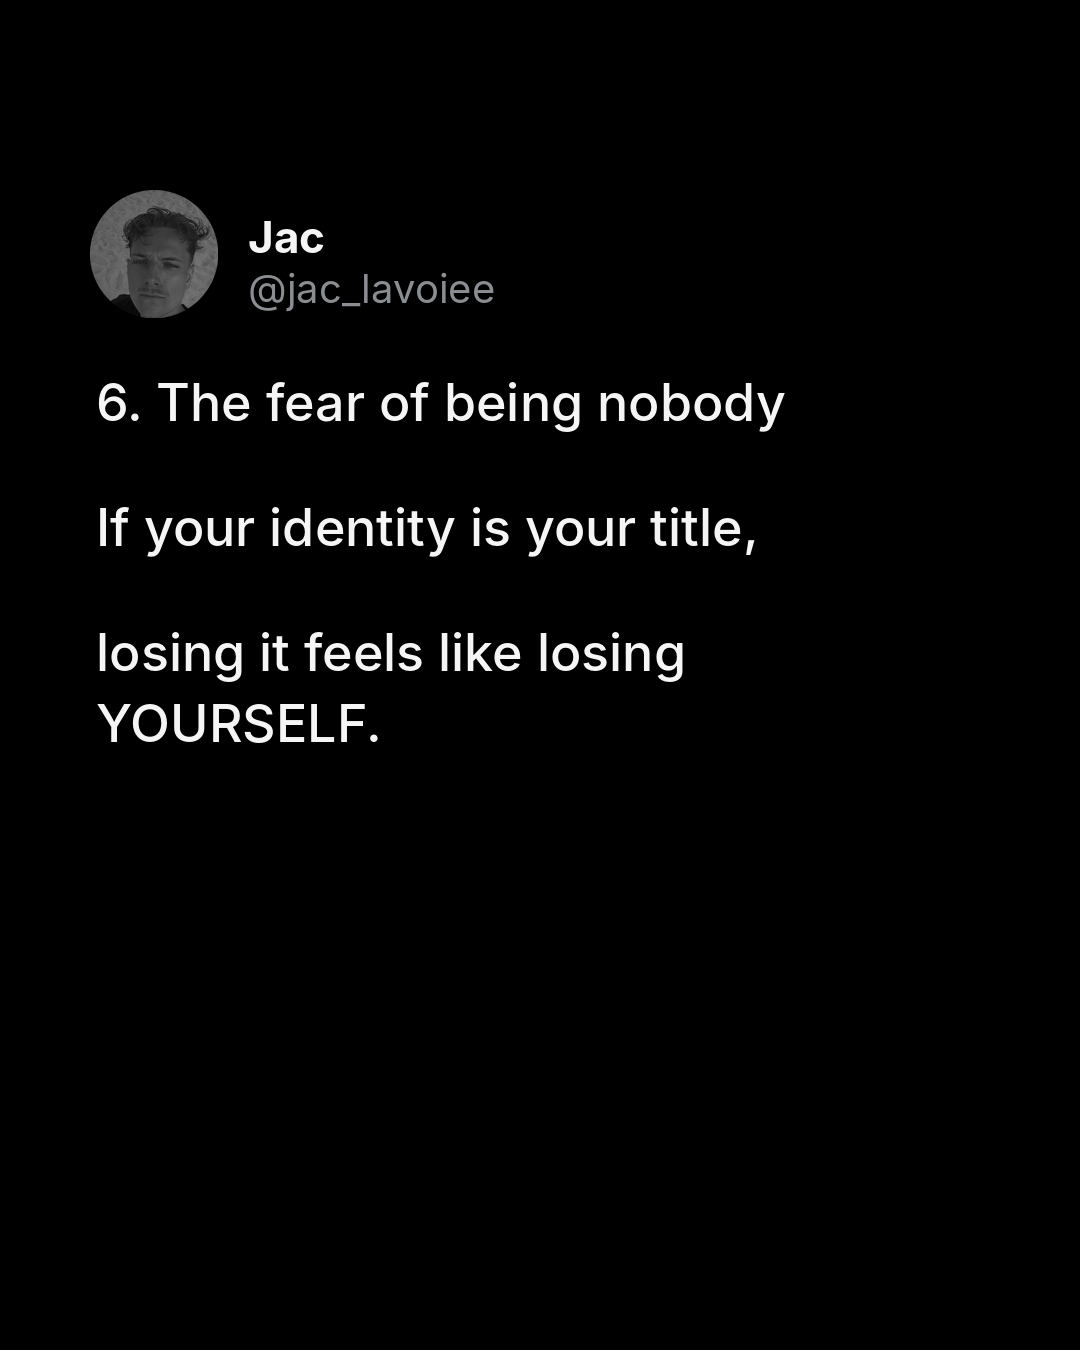 Jac
@jac_lavoiee
6. The fear of being nobody
If your identity is your title,
losing it feels like losing
YOURSELF.